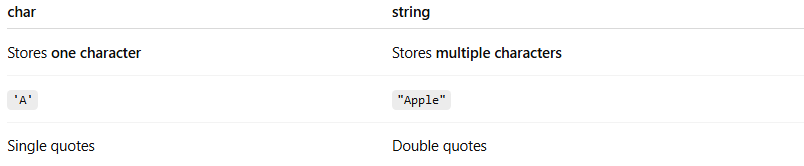 char string
Stores one character Stores multiple characters
'A' "Apple"
Single quotes Double quotes